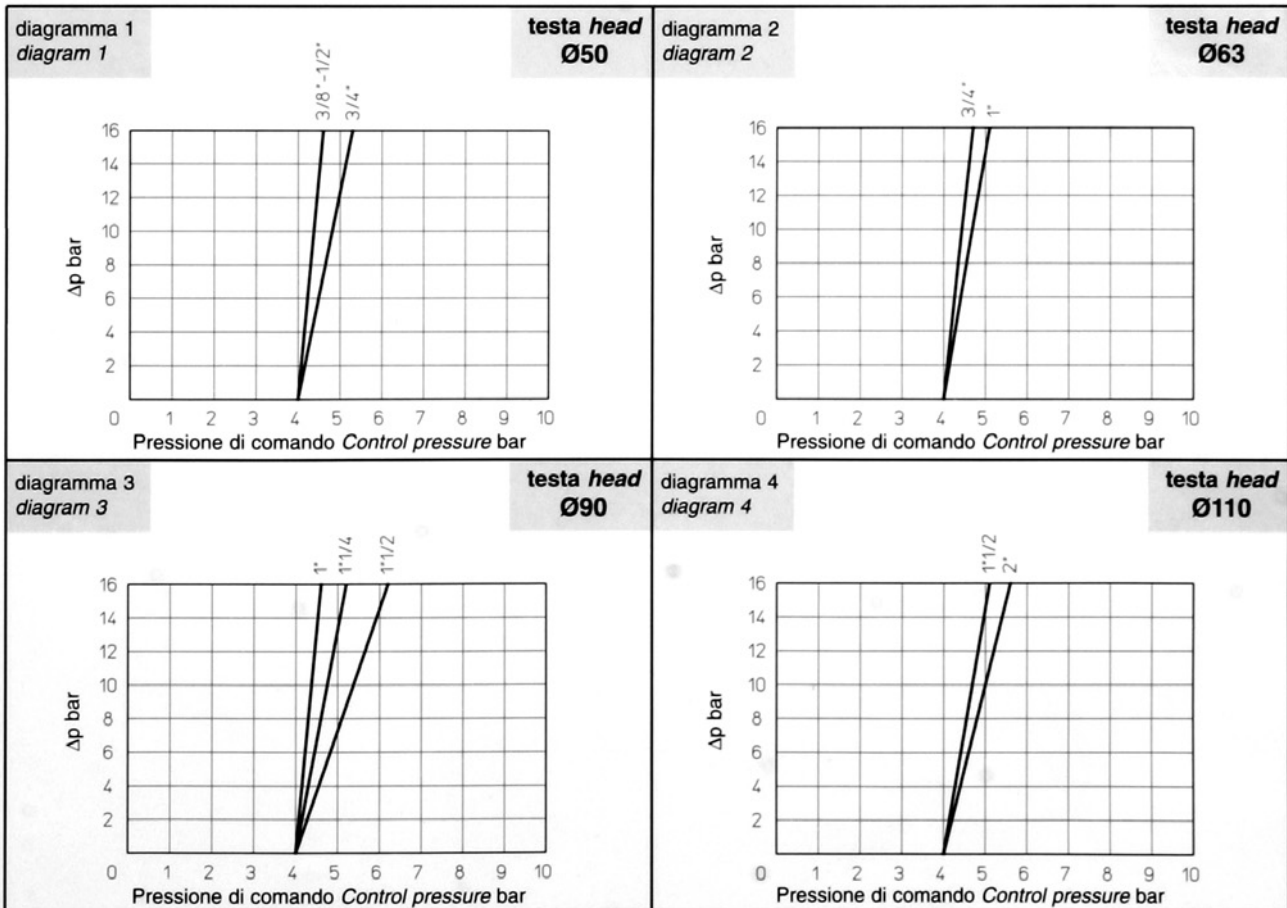 diagramma 1
diagram 1
testa head
Ø50
3/8"-1/2"
3/4"
16
14
12
10
8
6
4
2
Δp bar
0 1 2 3 4 5 6 7 8 9 10
Pressione di comando Control pressure bar
diagramma 2
diagram 2
testa head
Ø63
3/4"
1"
16
14
12
10
8
6
4
2
Δp bar
0 1 2 3 4 5 6 7 8 9 10
Pressione di comando Control pressure bar
diagramma 3
diagram 3
testa head
Ø90
1"
1"1/4
1"1/2
16
14
12
10
8
6
4
2
Δp bar
0 1 2 3 4 5 6 7 8 9 10
Pressione di comando Control pressure bar
diagramma 4
diagram 4
testa head
Ø110
1"1/2
2"
16
14
12
10
8
6
4
2
Δp bar
0 1 2 3 4 5 6 7 8 9 10
Pressione di comando Control pressure bar